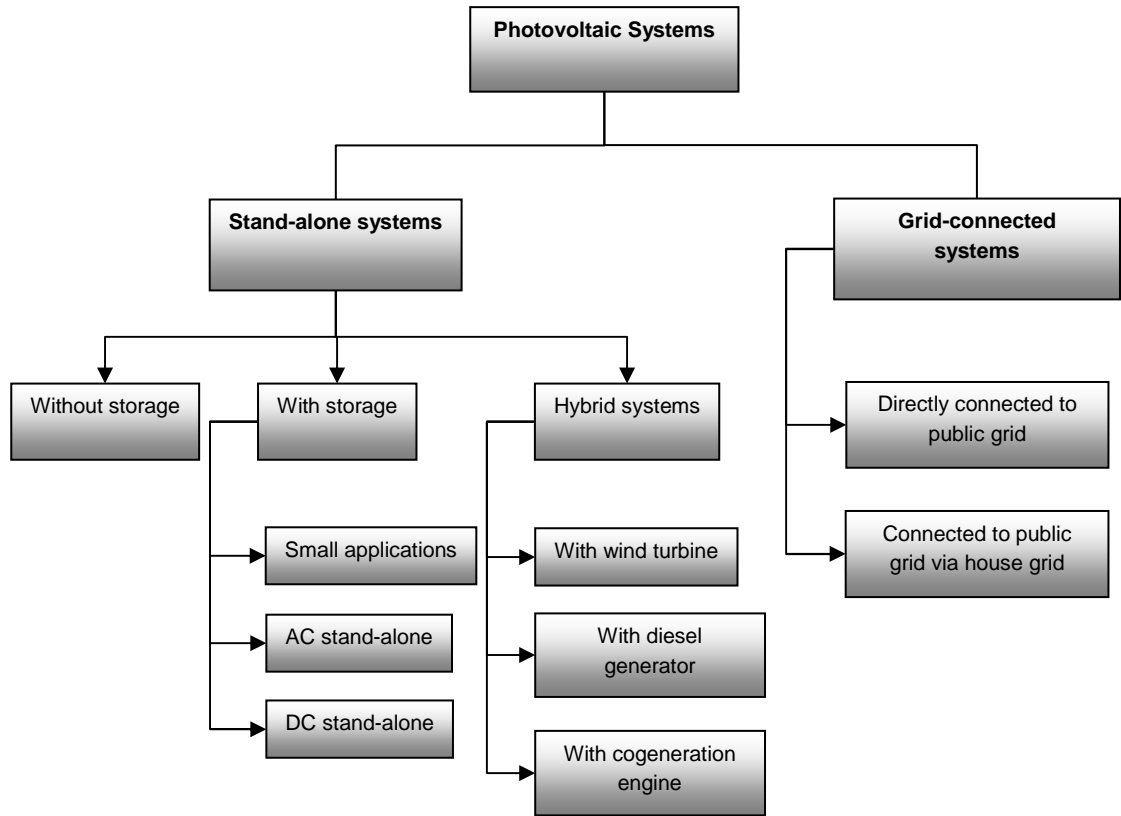 Photovoltaic Systems
Stand-alone systems
Grid-connected
systems
Without storage
With storage
Hybrid systems
Directly connected to
public grid
Small applications
With wind turbine
Connected to public
grid via house grid
AC stand-alone
With diesel
generator
DC stand-alone
With cogeneration
engine